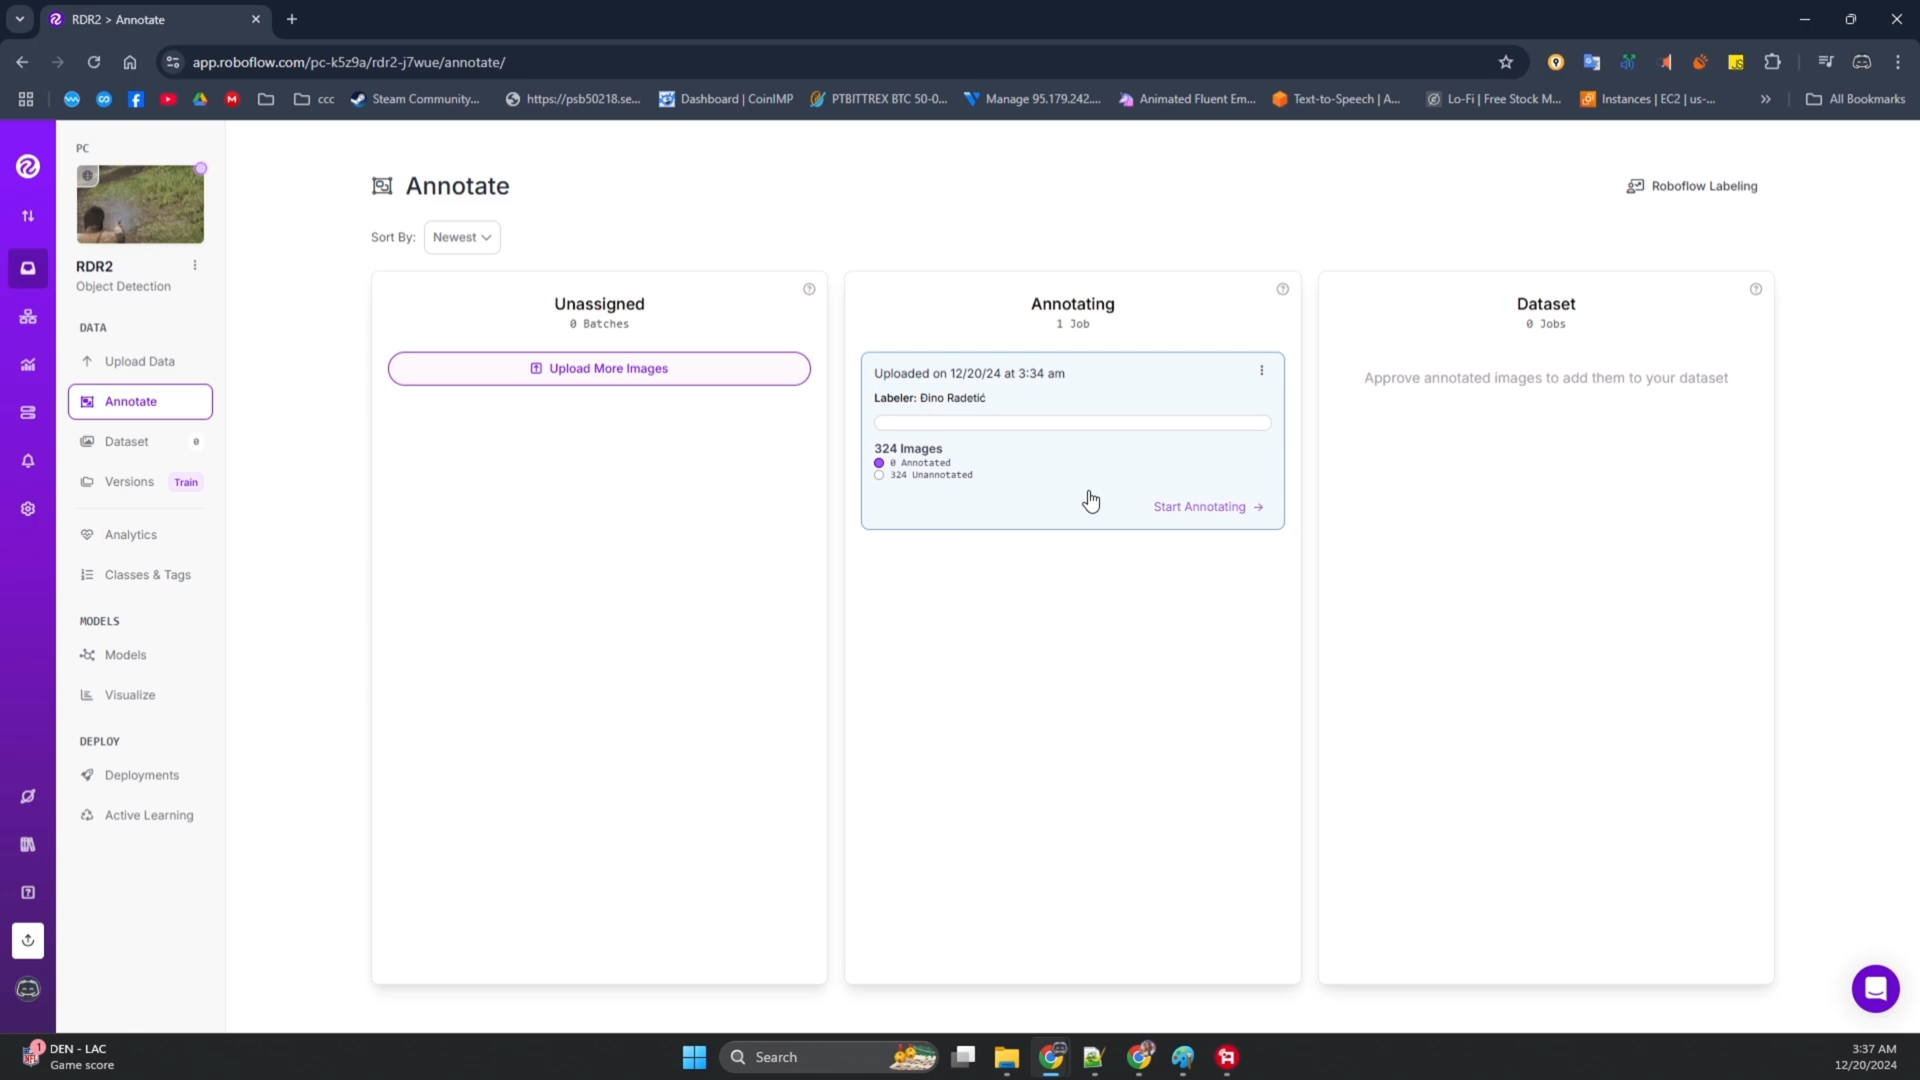 RDR2 > Annotate
app.roboflow.com/pc-k5z9a/rdr2-j7wue/annotate/
ccc
Steam Community...
https://psb50218.se...
Dashboard | CoinIMP
PTBITTREX BTC 50-0...
Manage 95.179.242....
Animated Fluent Em...
Text-to-Speech | A...
Lo-Fi | Free Stock M...
Instances | EC2 | us-...
All Bookmarks
PC
RDR2
Object Detection
DATA
Upload Data
Annotate
Dataset 0
Versions Train
Analytics
Classes & Tags
MODELS
Models
Visualize
DEPLOY
Deployments
Active Learning
Annotate
Roboflow Labeling
Sort By: Newest
Unassigned
0 Batches
Upload More Images
Annotating
1 Job
Uploaded on 12/20/24 at 3:34 am
Labeler: Đino Radetić
324 Images
0 Annotated
324 Unannotated
Start Annotating →
Dataset
0 Jobs
Approve annotated images to add them to your dataset
1
DEN - LAC
Game score
Search
3:37 AM
12/20/2024